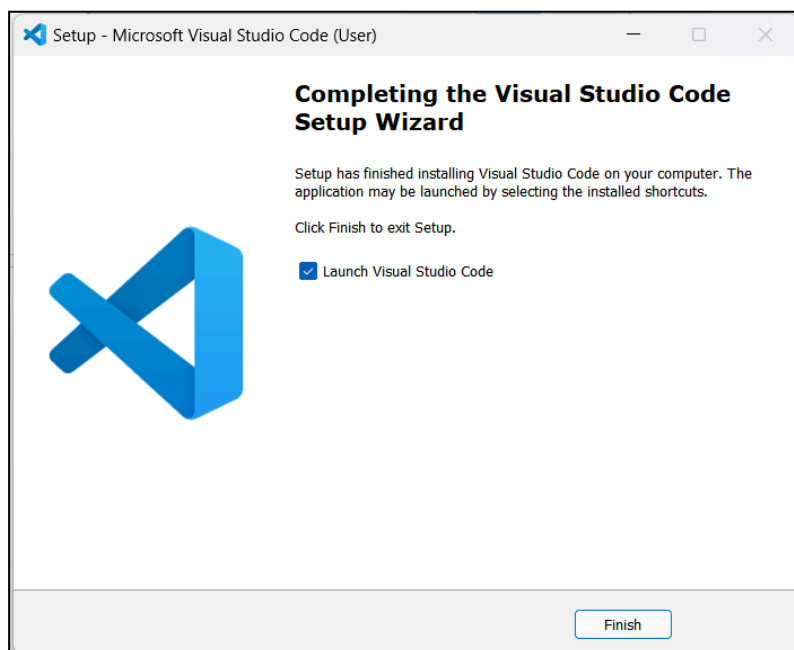 Setup - Microsoft Visual Studio Code (User)
Completing the Visual Studio Code
Setup Wizard
Setup has finished installing Visual Studio Code on your computer. The
application may be launched by selecting the installed shortcuts.
Click Finish to exit Setup.
Launch Visual Studio Code
Finish